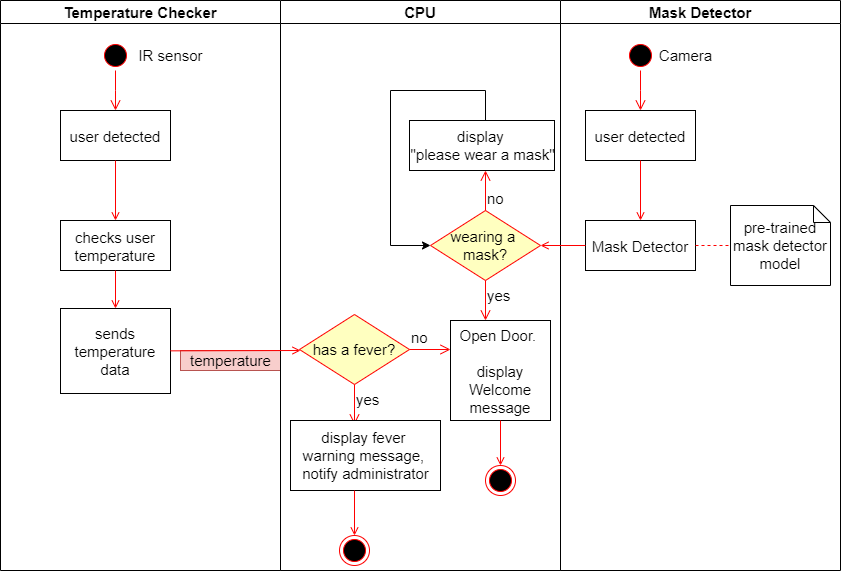 Temperature Checker
CPU
Mask Detector
IR sensor
Camera
user detected
display
"please wear a mask"
user detected
no
checks user
temperature
wearing a
mask?
Mask Detector
pre-trained
mask detector
model
yes
sends
temperature
data
temperature
has a fever?
no
Open Door.
display
Welcome
message
yes
display fever
warning message,
notify administrator